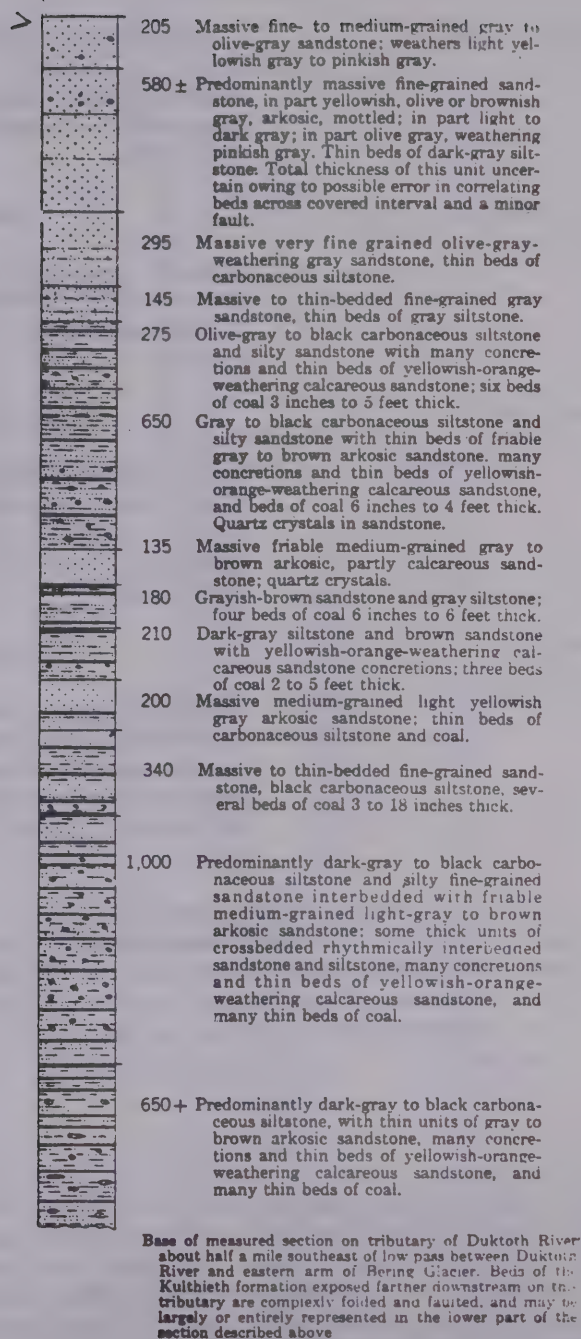 205 Massive fine- to medium-grained gray to
olive-gray sandstone; weathers light yel-
lowish gray to pinkish gray.
580 ± Predominantly massive fine-grained sand-
stone, in part yellowish, olive or brownish
gray, arkosic, mottled; in part light to
dark gray; in part olive gray, weathering
pinkish gray. Thin beds of dark-gray silt-
stone. Total thickness of this unit uncer-
tain owing to possible error in correlating
beds across covered interval and a minor
fault.
295 Massive very fine grained olive-gray-
weathering gray sandstone, thin beds of
carbonaceous siltstone.
145 Massive to thin-bedded fine-grained gray
sandstone, thin beds of gray siltstone.
275 Olive-gray to black carbonaceous siltstone
and silty sandstone with many concre-
tions and thin beds of yellowish-orange-
weathering calcareous sandstone; six beds
of coal 3 inches to 5 feet thick.
650 Gray to black carbonaceous siltstone and
silty sandstone with thin beds of friable
gray to brown arkosic sandstone, many
concretions and thin beds of yellowish-
orange-weathering calcareous sandstone,
and beds of coal 6 inches to 4 feet thick.
Quartz crystals in sandstone.
135 Massive friable medium-grained gray to
brown arkosic, partly calcareous sand-
stone; quartz crystals.
180 Grayish-brown sandstone and gray siltstone;
four beds of coal 6 inches to 6 feet thick.
210 Dark-gray siltstone and brown sandstone
with yellowish-orange-weathering cal-
careous sandstone concretions; three beds
of coal 2 to 5 feet thick.
200 Massive medium-grained light yellowish
gray arkosic sandstone; thin beds of
carbonaceous siltstone and coal.
340 Massive to thin-bedded fine-grained sand-
stone, black carbonaceous siltstone, sev-
eral beds of coal 3 to 18 inches thick.
1,000 Predominantly dark-gray to black carbo-
naceous siltstone and silty fine-grained
sandstone interbedded with friable
medium-grained light-gray to brown
arkosic sandstone; some thick units of
crossbedded rhythmically interbedded
sandstone and siltstone, many concretions
and thin beds of yellowish-orange-
weathering calcareous sandstone, and
many thin beds of coal.
650 + Predominantly dark-gray to black carbona-
ceous siltstone, with thin units of gray to
brown arkosic sandstone, many concre-
tions and thin beds of yellowish-orange-
weathering calcareous sandstone, and
many thin beds of coal.
Base of measured section on tributary of Duktoth River
about half a mile southeast of low pass between Duktoth
River and eastern arm of Bering Glacier. Beds of the
Kulthieth formation exposed farther downstream on the
tributary are complexly folded and faulted, and may be
largely or entirely represented in the lower part of the
section described above